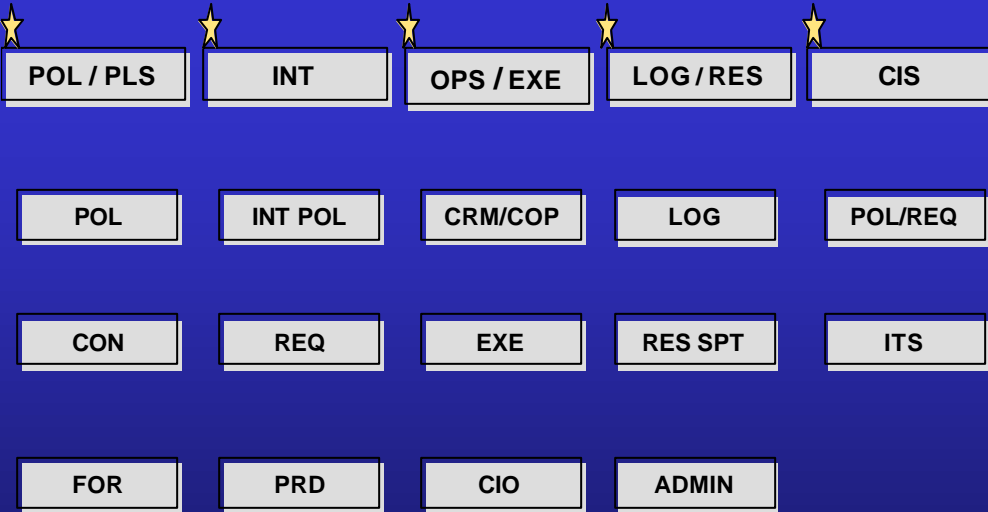 POL / PLS
INT
OPS / EXE
LOG / RES
CIS
POL
INT POL
CRM/COP
LOG
POL/REQ
CON
REQ
EXE
RES SPT
ITS
FOR
PRD
CIO
ADMIN